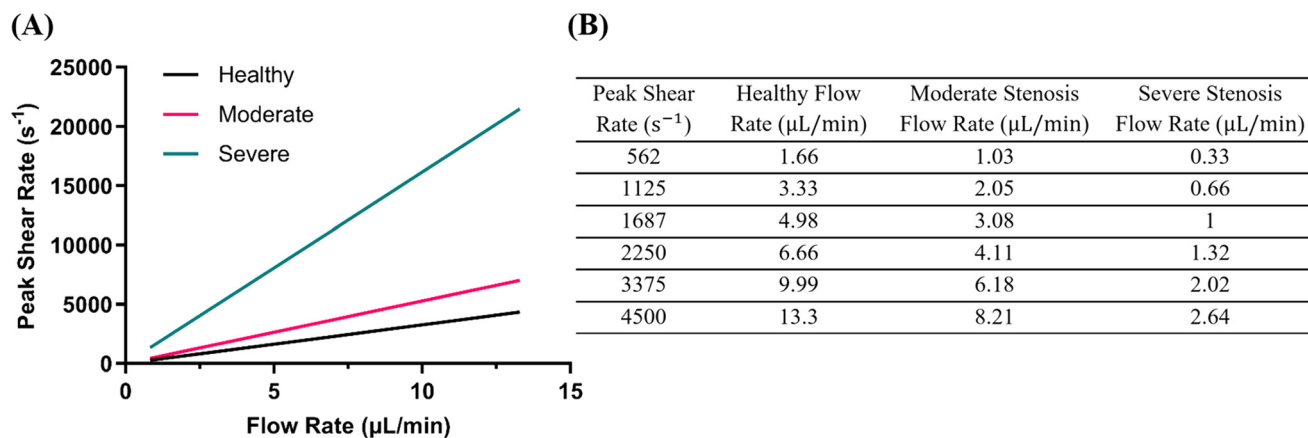 (A)
25000
20000
15000
10000
5000
0
Peak Shear Rate (s⁻¹)
Healthy
Moderate
Severe
0 5 10 15
Flow Rate (µL/min)
(B)
Peak Shear Healthy Flow Moderate Stenosis Severe Stenosis
Rate (s⁻¹) Rate (µL/min) Flow Rate (µL/min) Flow Rate (µL/min)
562 1.66 1.03 0.33
1125 3.33 2.05 0.66
1687 4.98 3.08 1
2250 6.66 4.11 1.32
3375 9.99 6.18 2.02
4500 13.3 8.21 2.64